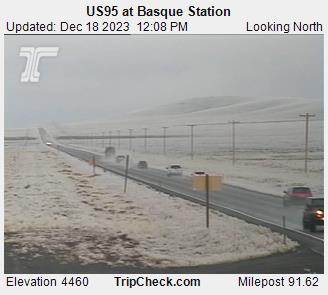 US95 at Basque Station
Updated: Dec 18 2023 12:08 PM Looking North
Elevation 4460 TripCheck.com Milepost 91.62